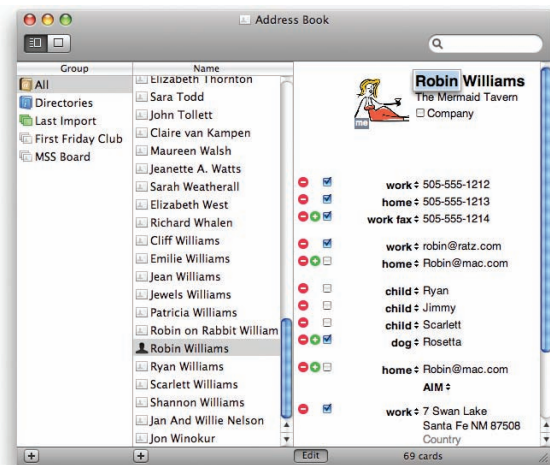 Address Book
Group
All
Directories
Last Import
First Friday Club
MSS Board
Name
Elizabeth Thornton
Sara Todd
John Tollett
Claire van Kampen
Maureen Walsh
Jeanette A. Watts
Sarah Weatherall
Elizabeth West
Richard Whalen
Cliff Williams
Emilie Williams
Jean Williams
Jewels Williams
Patricia Williams
Robin on Rabbit William
Robin Williams
Ryan Williams
Scarlett Williams
Shannon Williams
Jan And Willie Nelson
Jon Winokur
Robin Williams
The Mermaid Tavern
Company
me
work 505-555-1212
home 505-555-1213
work fax 505-555-1214
work robin@ratz.com
home Robin@mac.com
child Ryan
child Jimmy
child Scarlett
dog Rosetta
home Robin@mac.com
AIM
work 7 Swan Lake
Santa Fe NM 87508
Country
Edit
69 cards